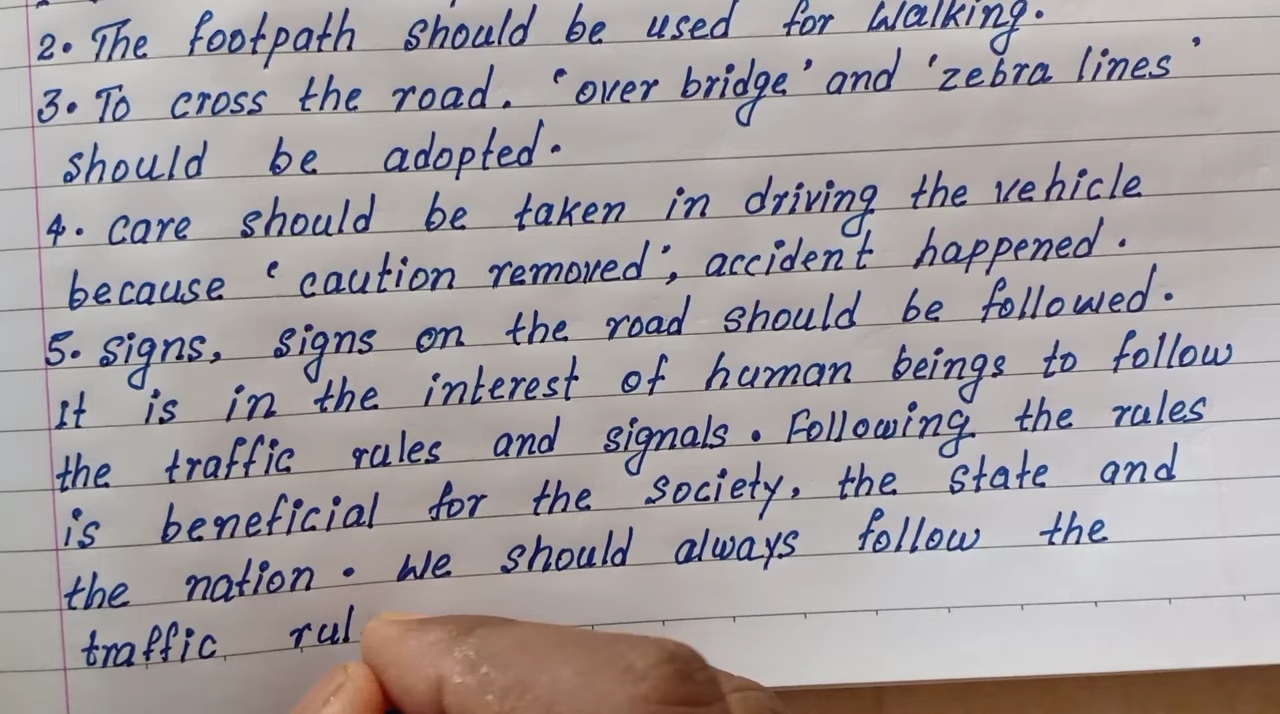 2. The footpath should be used for Walking.
3. To cross the road. 'over bridge' and 'zebra lines'
should be adopted.
4. care should be taken in driving the vehicle
because 'caution removed', accident happened.
5. signs, signs on the road should be followed.
It is in the interest of human beings to follow
the traffic rules and signals. Following the rules
is beneficial for the society. the state and
the nation. We should always follow the
traffic rul